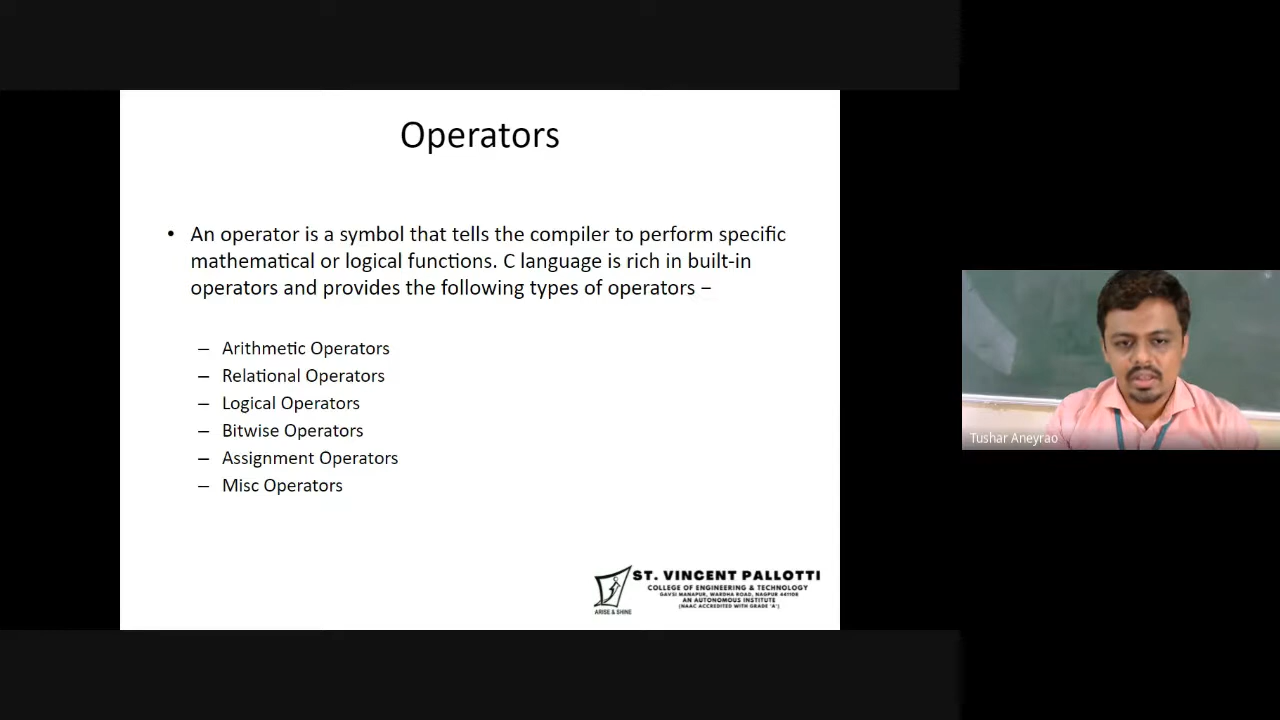 Operators
• An operator is a symbol that tells the compiler to perform specific
mathematical or logical functions. C language is rich in built-in
operators and provides the following types of operators −
– Arithmetic Operators
– Relational Operators
– Logical Operators
– Bitwise Operators
– Assignment Operators
– Misc Operators
Tushar Aneyrao
ST. VINCENT PALLOTTI
COLLEGE OF ENGINEERING & TECHNOLOGY
GAVSI MANAPUR, WARDHA ROAD, NAGPUR 441108
AN AUTONOMOUS INSTITUTE
(NAAC ACCREDITED WITH GRADE 'A')
ARISE & SHINE